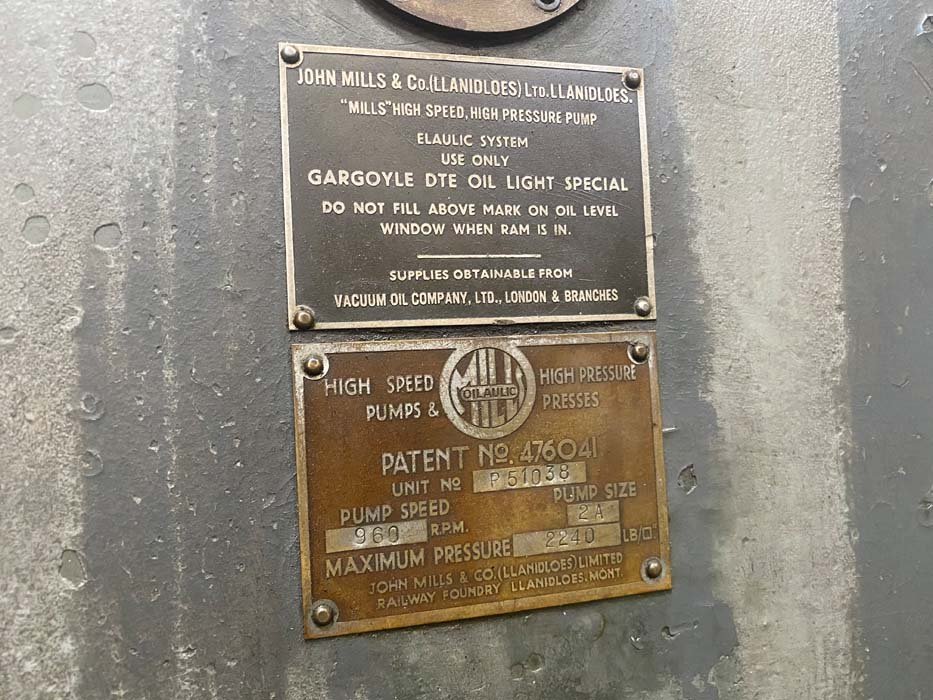 JOHN MILLS & Co.(LLANIDLOES) LTD. LLANIDLOES.
"MILLS" HIGH SPEED, HIGH PRESSURE PUMP
ELAULIC SYSTEM
USE ONLY
GARGOYLE DTE OIL LIGHT SPECIAL
DO NOT FILL ABOVE MARK ON OIL LEVEL
WINDOW WHEN RAM IS IN.
SUPPLIES OBTAINABLE FROM
VACUUM OIL COMPANY, LTD., LONDON & BRANCHES
HIGH SPEED
PUMPS &
MILLS
OILAULIC
MILLS
HIGH PRESSURE
PRESSES
PATENT No. 476041
UNIT No P51038
PUMP SPEED
960 R.P.M.
PUMP SIZE
2A
MAXIMUM PRESSURE 2240 LB/□"
JOHN MILLS & CO. (LLANIDLOES) LIMITED
RAILWAY FOUNDRY LLANIDLOES, MONT.